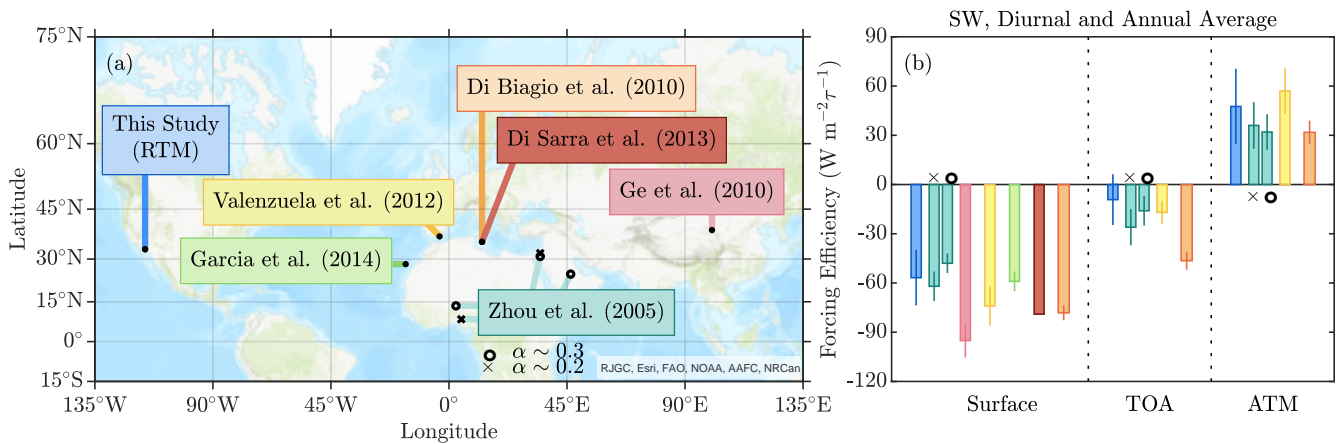 SW, Diurnal and Annual Average
75°N
60°N
45°N
30°N
15°N
0°
15°S
Latitude
(a)
This Study
(RTM)
Di Biagio et al. (2010)
Di Sarra et al. (2013)
Ge et al. (2010)
Valenzuela et al. (2012)
Garcia et al. (2014)
Zhou et al. (2005)
α ∼ 0.3
α ∼ 0.2
RJGC, Esri, FAO, NOAA, AAFC, NRCan
135°W 90°W 45°W 0° 45°E 90°E 135°E
Longitude
Forcing Efficiency (W m⁻²τ⁻¹)
90
60
30
0
-30
-60
-90
-120
(b)
Surface TOA ATM